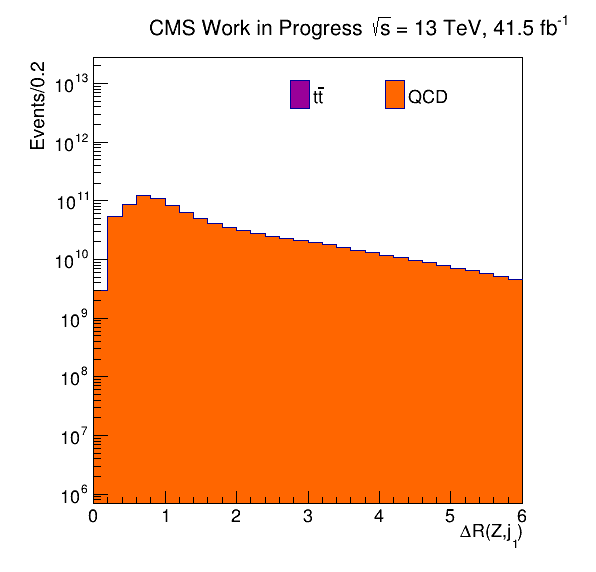 CMS Work in Progress √s = 13 TeV, 41.5 fb⁻¹
Events/0.2
tt̄
QCD
10¹³
10¹²
10¹¹
10¹⁰
10⁹
10⁸
10⁷
10⁶
0 1 2 3 4 5 6
ΔR(Z,j₁)